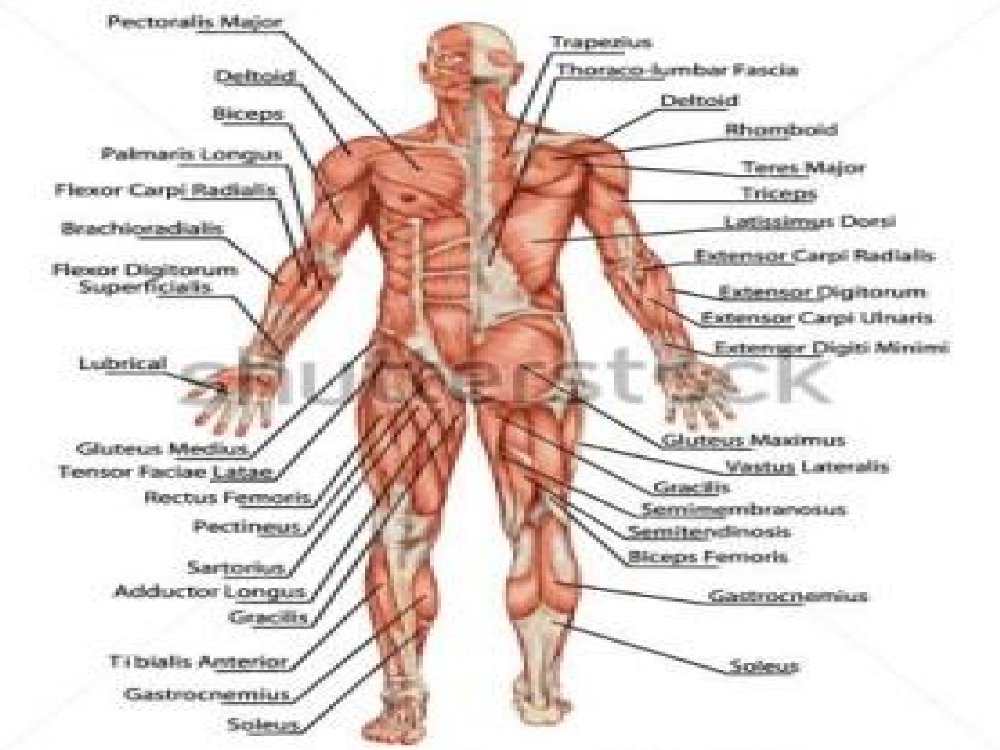 Pectoralis Major
Deltoid
Biceps
Palmaris Longus
Flexor Carpi Radialis
Brachioradialis
Flexor Digitorum
Superficialis
Lubrical
Gluteus Medius
Tensor Faciae Latae
Rectus Femoris
Pectineus
Sartorius
Adductor Longus
Gracilis
Tibialis Anterior
Gastrocnemius
Soleus
Trapezius
Thoraco-lumbar Fascia
Deltoid
Rhomboid
Teres Major
Triceps
Latissimus Dorsi
Extensor Carpi Radialis
Extensor Digitorum
Extensor Carpi Ulnaris
Extensor Digiti Minimi
Gluteus Maximus
Vastus Lateralis
Gracilis
Semimembranosus
Semitendinosis
Biceps Femoris
Gastrocnemius
Soleus
shutterstock